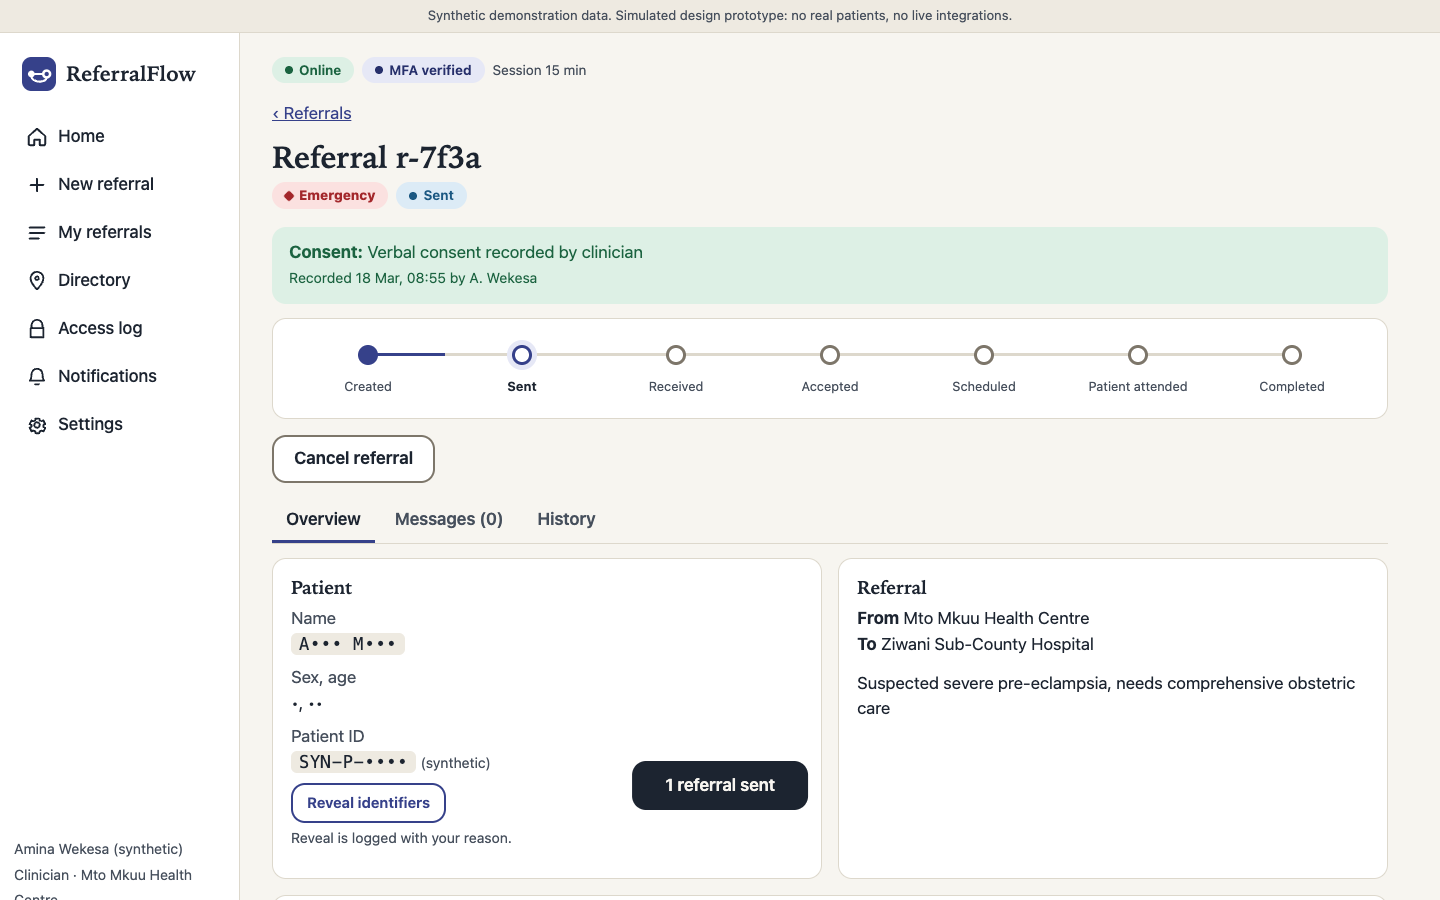 Synthetic demonstration data. Simulated design prototype: no real patients, no live integrations.
ReferralFlow
Home
New referral
My referrals
Directory
Access log
Notifications
Settings
Amina Wekesa (synthetic)
Clinician · Mto Mkuu Health
Centre
Online
MFA verified
Session 15 min
‹ Referrals
Referral r-7f3a
Emergency
Sent
Consent: Verbal consent recorded by clinician
Recorded 18 Mar, 08:55 by A. Wekesa
Created
Sent
Received
Accepted
Scheduled
Patient attended
Completed
Cancel referral
Overview
Messages (0)
History
Patient
Name
A••• M•••
Sex, age
•, ••
Patient ID
SYN-P-•••• (synthetic)
Reveal identifiers
Reveal is logged with your reason.
1 referral sent
Referral
From Mto Mkuu Health Centre
To Ziwani Sub-County Hospital
Suspected severe pre-eclampsia, needs comprehensive obstetric
care